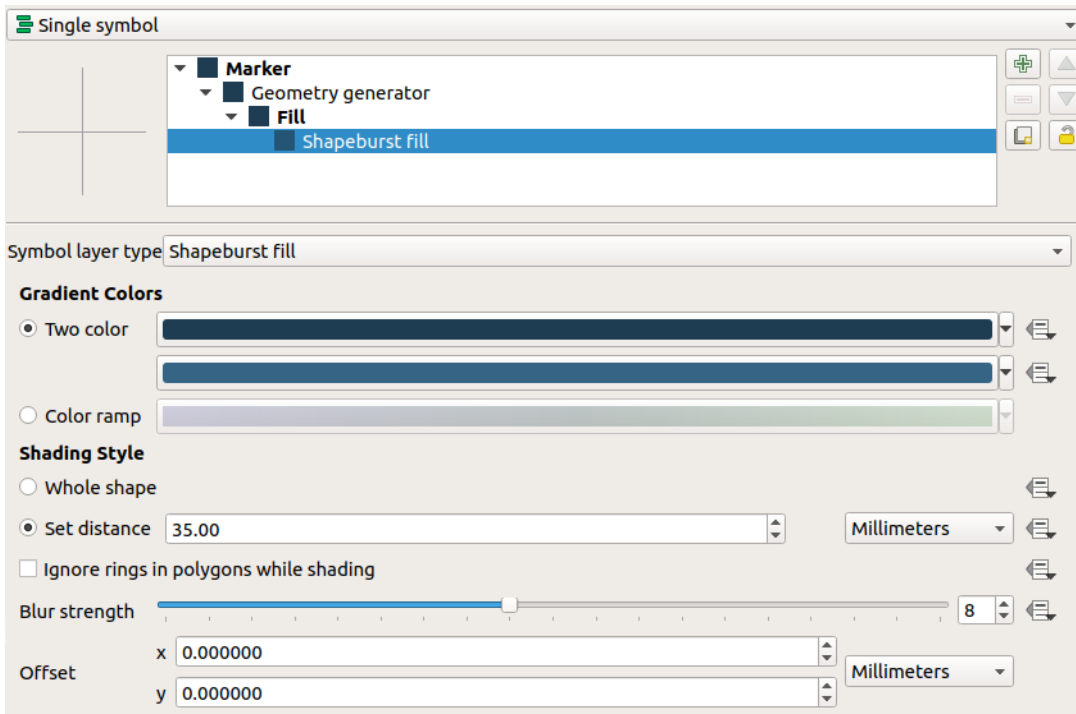 Single symbol
Marker
Geometry generator
Fill
Shapeburst fill
Symbol layer type Shapeburst fill
Gradient Colors
Two color
Color ramp
Shading Style
Whole shape
Set distance 35.00 Millimeters
Ignore rings in polygons while shading
Blur strength 8
x 0.000000
Offset Millimeters
y 0.000000